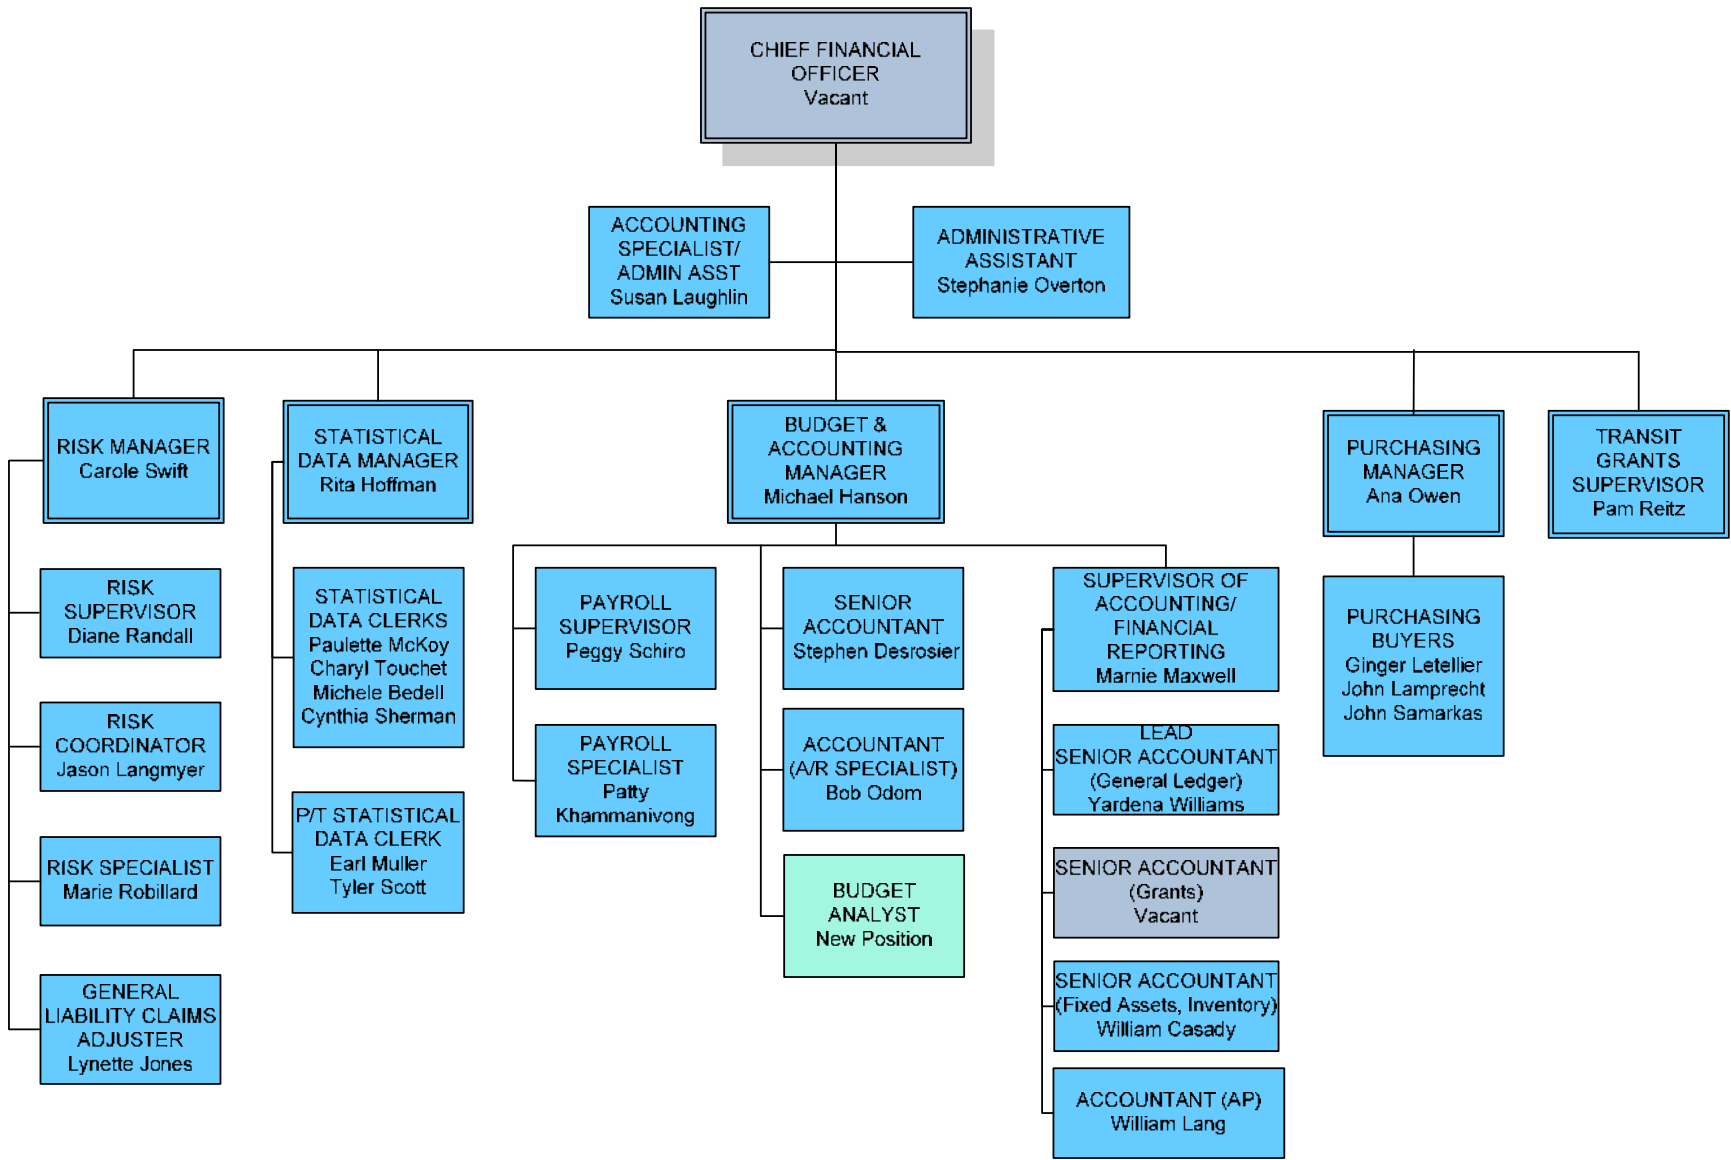 CHIEF FINANCIAL
OFFICER
Vacant
ACCOUNTING
SPECIALIST/
ADMIN ASST
Susan Laughlin
ADMINISTRATIVE
ASSISTANT
Stephanie Overton
RISK MANAGER
Carole Swift
STATISTICAL
DATA MANAGER
Rita Hoffman
BUDGET &
ACCOUNTING
MANAGER
Michael Hanson
PURCHASING
MANAGER
Ana Owen
TRANSIT
GRANTS
SUPERVISOR
Pam Reitz
RISK
SUPERVISOR
Diane Randall
RISK
COORDINATOR
Jason Langmyer
RISK SPECIALIST
Marie Robillard
GENERAL
LIABILITY CLAIMS
ADJUSTER
Lynette Jones
STATISTICAL
DATA CLERKS
Paulette McKoy
Charyl Touchet
Michele Bedell
Cynthia Sherman
P/T STATISTICAL
DATA CLERK
Earl Muller
Tyler Scott
PAYROLL
SUPERVISOR
Peggy Schiro
PAYROLL
SPECIALIST
Patty
Khammanivong
SENIOR
ACCOUNTANT
Stephen Desrosier
ACCOUNTANT
(A/R SPECIALIST)
Bob Odom
BUDGET
ANALYST
New Position
SUPERVISOR OF
ACCOUNTING/
FINANCIAL
REPORTING
Marnie Maxwell
LEAD
SENIOR ACCOUNTANT
(General Ledger)
Yardena Williams
SENIOR ACCOUNTANT
(Grants)
Vacant
SENIOR ACCOUNTANT
(Fixed Assets, Inventory)
William Casady
ACCOUNTANT (AP)
William Lang
PURCHASING
BUYERS
Ginger Letellier
John Lamprecht
John Samarkas